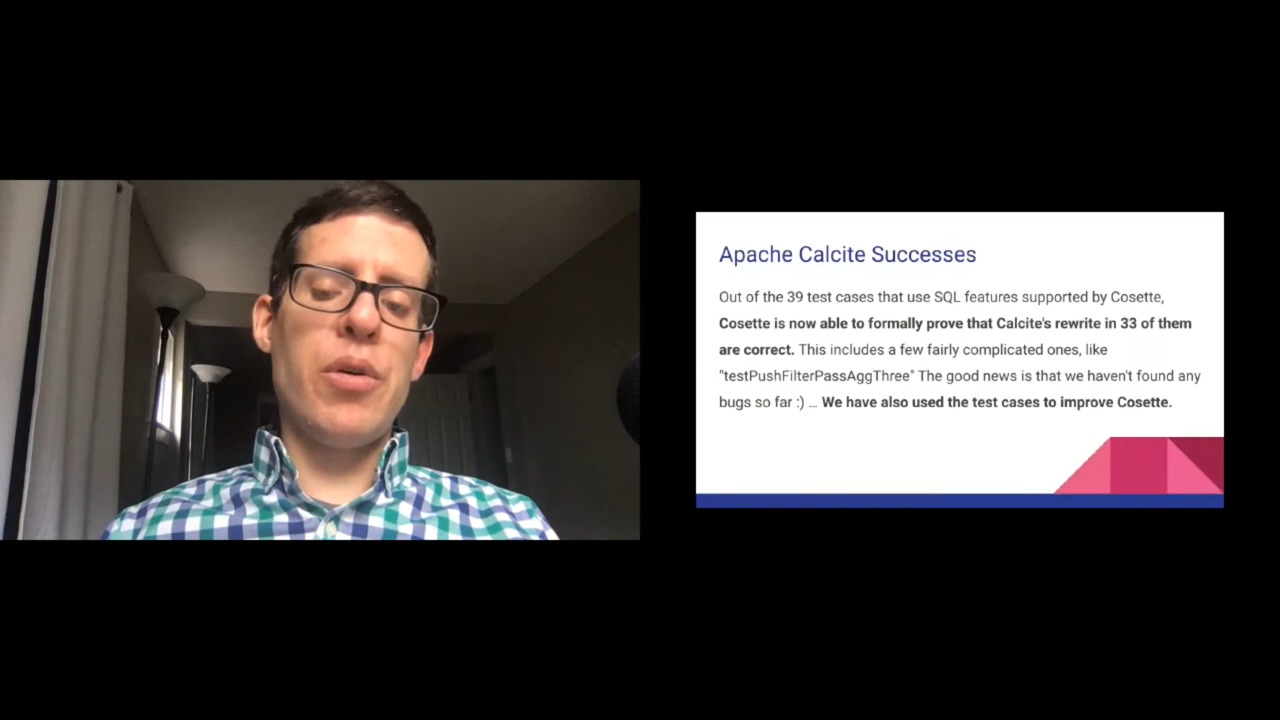 Apache Calcite Successes
Out of the 39 test cases that use SQL features supported by Cosette,
Cosette is now able to formally prove that Calcite's rewrite in 33 of them
are correct. This includes a few fairly complicated ones, like
"testPushFilterPassAggThree" The good news is that we haven't found any
bugs so far :) ... We have also used the test cases to improve Cosette.